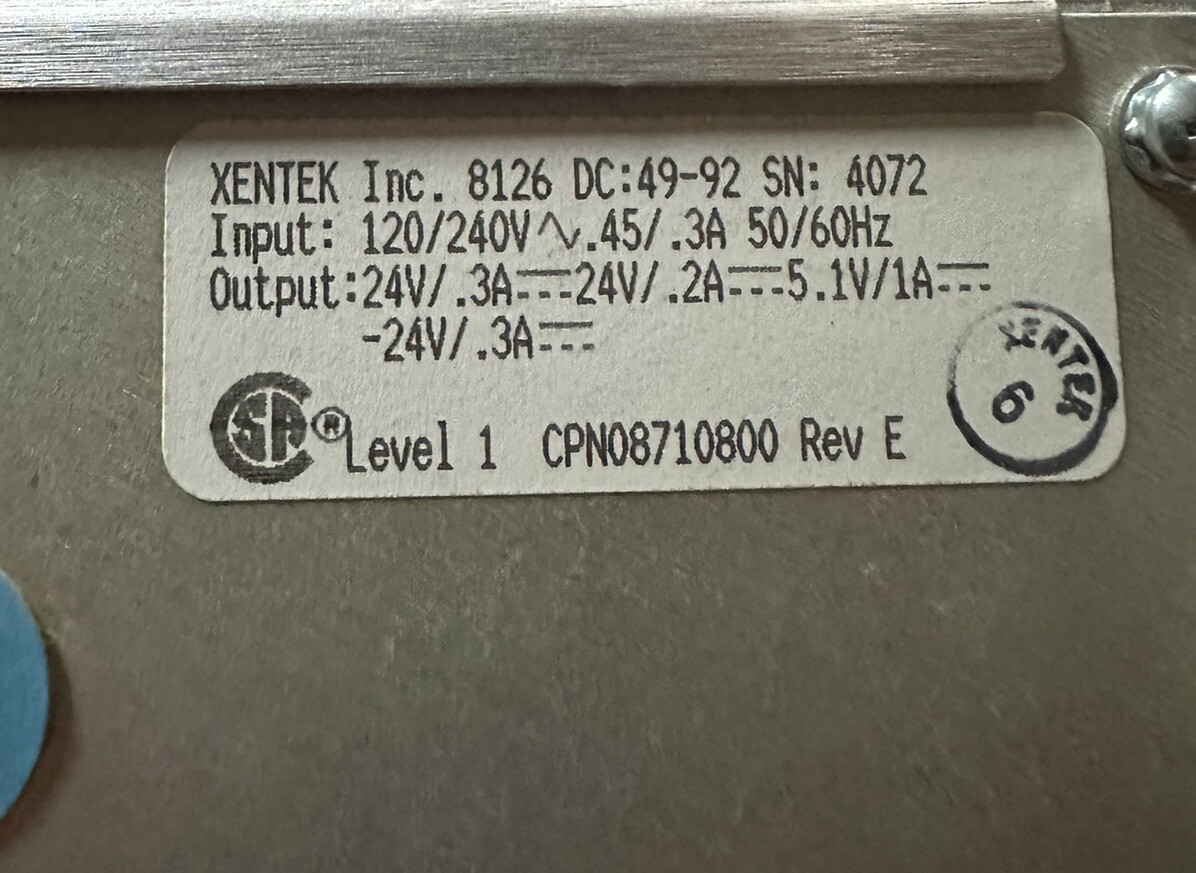 XENTEK Inc. 8126 DC:49-92 SN: 4072
Input: 120/240V∿.45/.3A 50/60Hz
Output:24V/.3A⎓24V/.2A⎓5.1V/1A⎓
-24V/.3A⎓
SA® Level 1 CPN08710800 Rev E
XENTEK
6